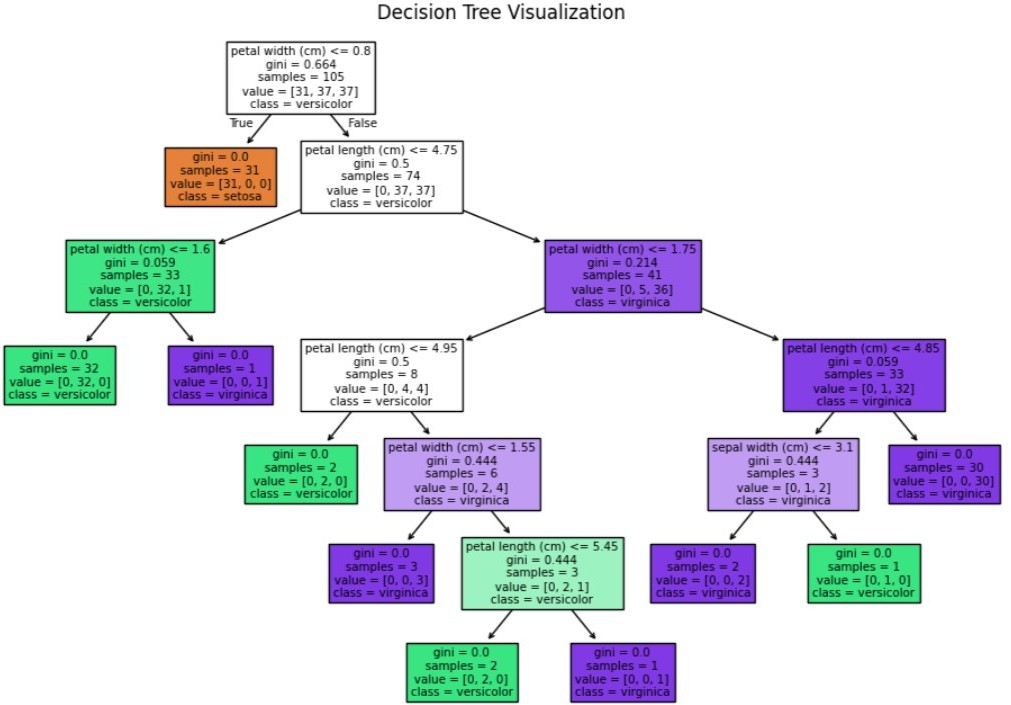 Decision Tree Visualization
petal width (cm) <= 0.8
gini = 0.664
samples = 105
value = [31, 37, 37]
class = versicolor
True
False
gini = 0.0
samples = 31
value = [31, 0, 0]
class = setosa
petal length (cm) <= 4.75
gini = 0.5
samples = 74
value = [0, 37, 37]
class = versicolor
petal width (cm) <= 1.6
gini = 0.059
samples = 33
value = [0, 32, 1]
class = versicolor
petal width (cm) <= 1.75
gini = 0.214
samples = 41
value = [0, 5, 36]
class = virginica
gini = 0.0
samples = 32
value = [0, 32, 0]
class = versicolor
gini = 0.0
samples = 1
value = [0, 0, 1]
class = virginica
petal length (cm) <= 4.95
gini = 0.5
samples = 8
value = [0, 4, 4]
class = versicolor
petal length (cm) <= 4.85
gini = 0.059
samples = 33
value = [0, 1, 32]
class = virginica
gini = 0.0
samples = 2
value = [0, 2, 0]
class = versicolor
petal width (cm) <= 1.55
gini = 0.444
samples = 6
value = [0, 2, 4]
class = virginica
sepal width (cm) <= 3.1
gini = 0.444
samples = 3
value = [0, 1, 2]
class = virginica
gini = 0.0
samples = 30
value = [0, 0, 30]
class = virginica
gini = 0.0
samples = 3
value = [0, 0, 3]
class = virginica
petal length (cm) <= 5.45
gini = 0.444
samples = 3
value = [0, 2, 1]
class = versicolor
gini = 0.0
samples = 2
value = [0, 0, 2]
class = virginica
gini = 0.0
samples = 1
value = [0, 1, 0]
class = versicolor
gini = 0.0
samples = 2
value = [0, 2, 0]
class = versicolor
gini = 0.0
samples = 1
value = [0, 0, 1]
class = virginica